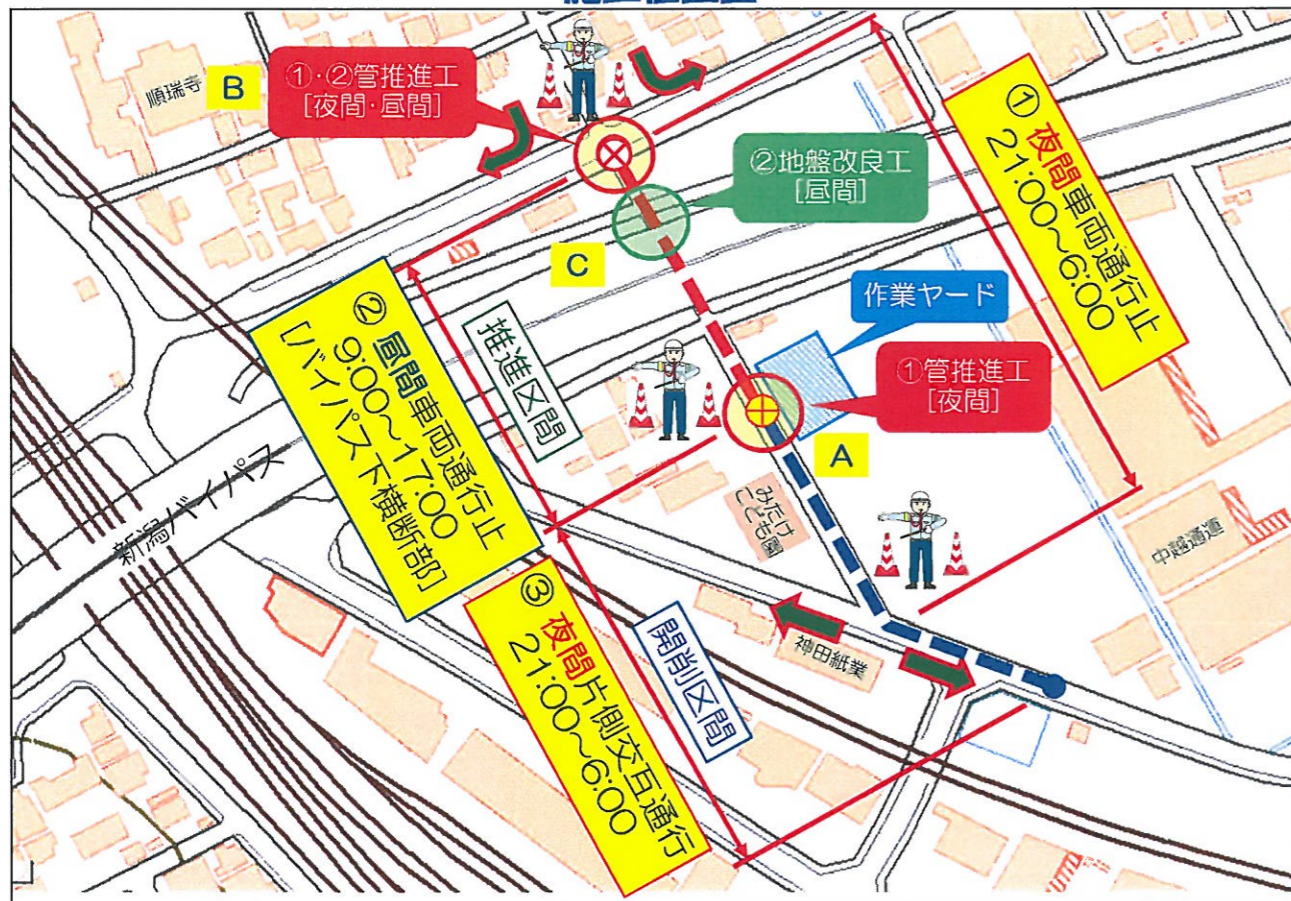 順瑞寺
B
①・②管推進工
[夜間・昼間]
②地盤改良工
[昼間]
C
①夜間車両通行止
21:00~6:00
作業ヤード
①管推進工
[夜間]
A
推進区間
②昼間車両通行止
9:00~17:00
[バイパス下横断部]
新潟バイパス
みたけ
こども園
中越通運
神田紙業
開削区間
③夜間片側交互通行
21:00~6:00